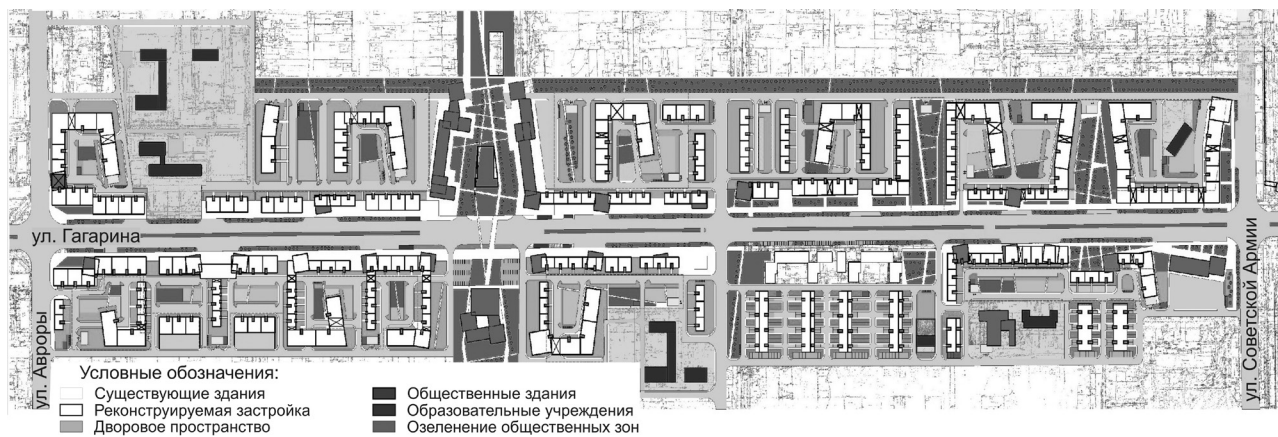 ул. Гагарина
ул. Авроры
ул. Советской Армии
Условные обозначения:
Существующие здания
Реконструируемая застройка
Дворовое пространство
Общественные здания
Образовательные учреждения
Озеленение общественных зон